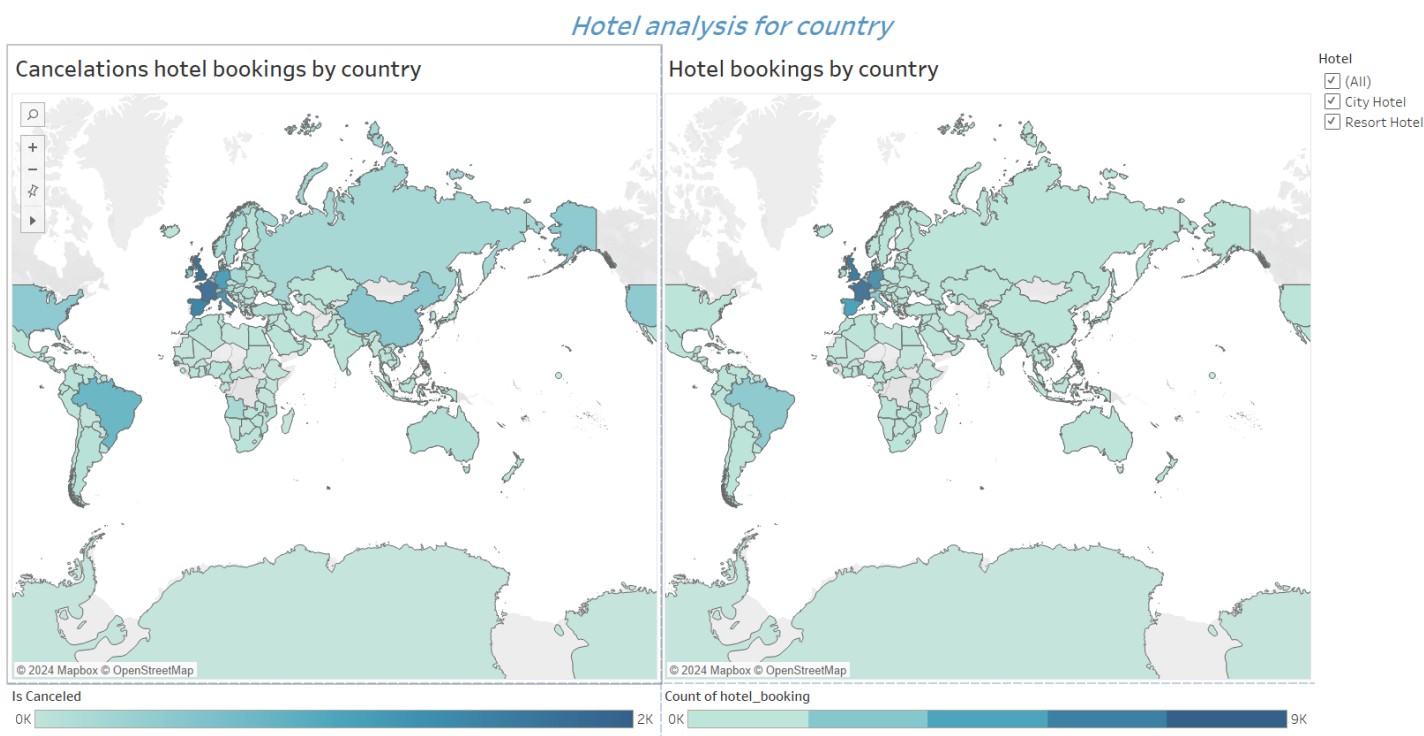 Hotel analysis for country
Cancelations hotel bookings by country
Hotel bookings by country
Hotel
(All)
City Hotel
Resort Hotel
© 2024 Mapbox © OpenStreetMap
© 2024 Mapbox © OpenStreetMap
Is Canceled
0K
2K
Count of hotel_booking
0K
9K